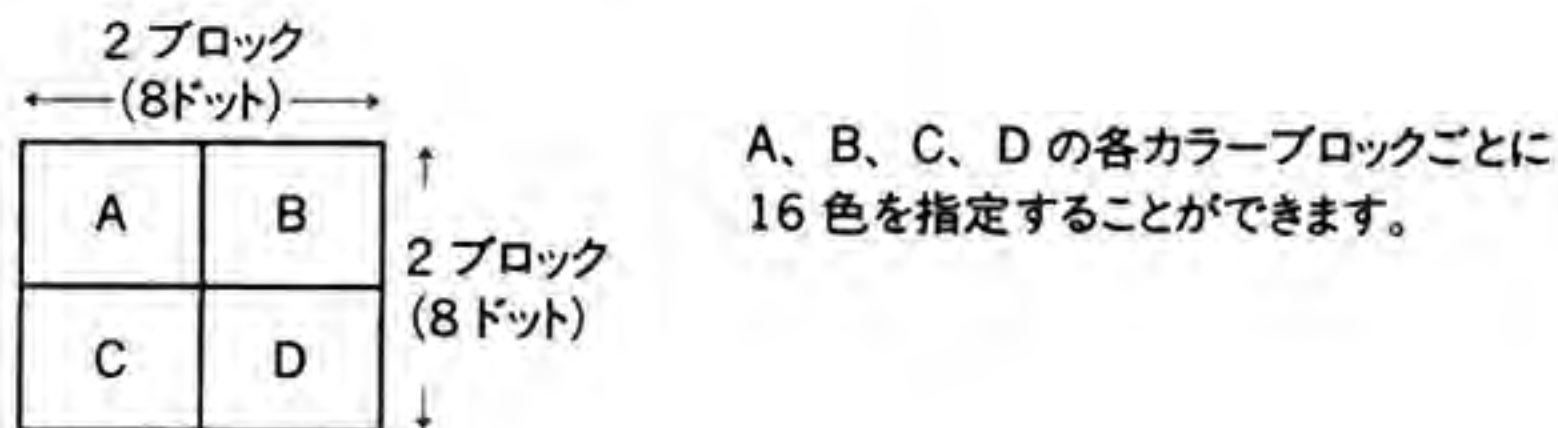 2 ブロック
(8ドット)
A
B
C
D
2 ブロック
(8 ドット)
A、B、C、D の各カラーブロックごとに
16 色を指定することができます。